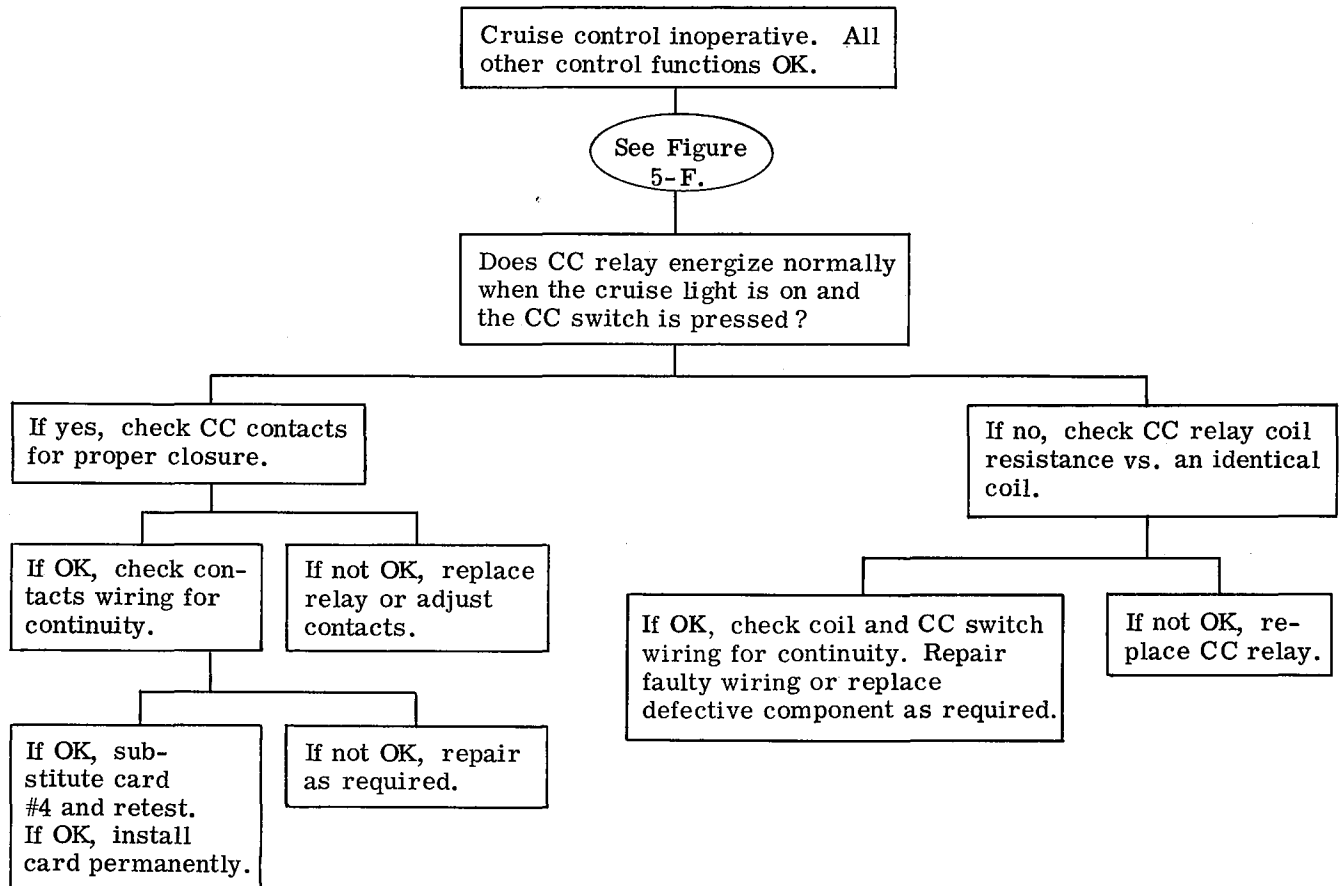 Cruise control inoperative. All
other control functions OK.
See Figure
5-F.
Does CC relay energize normally
when the cruise light is on and
the CC switch is pressed?
If yes, check CC contacts
for proper closure.
If no, check CC relay coil
resistance vs. an identical
coil.
If OK, check con-
tacts wiring for
continuity.
If not OK, replace
relay or adjust
contacts.
If OK, check coil and CC switch
wiring for continuity. Repair
faulty wiring or replace
defective component as required.
If not OK, re-
place CC relay.
If OK, sub-
stitute card
#4 and retest.
If OK, install
card permanently.
If not OK, repair
as required.